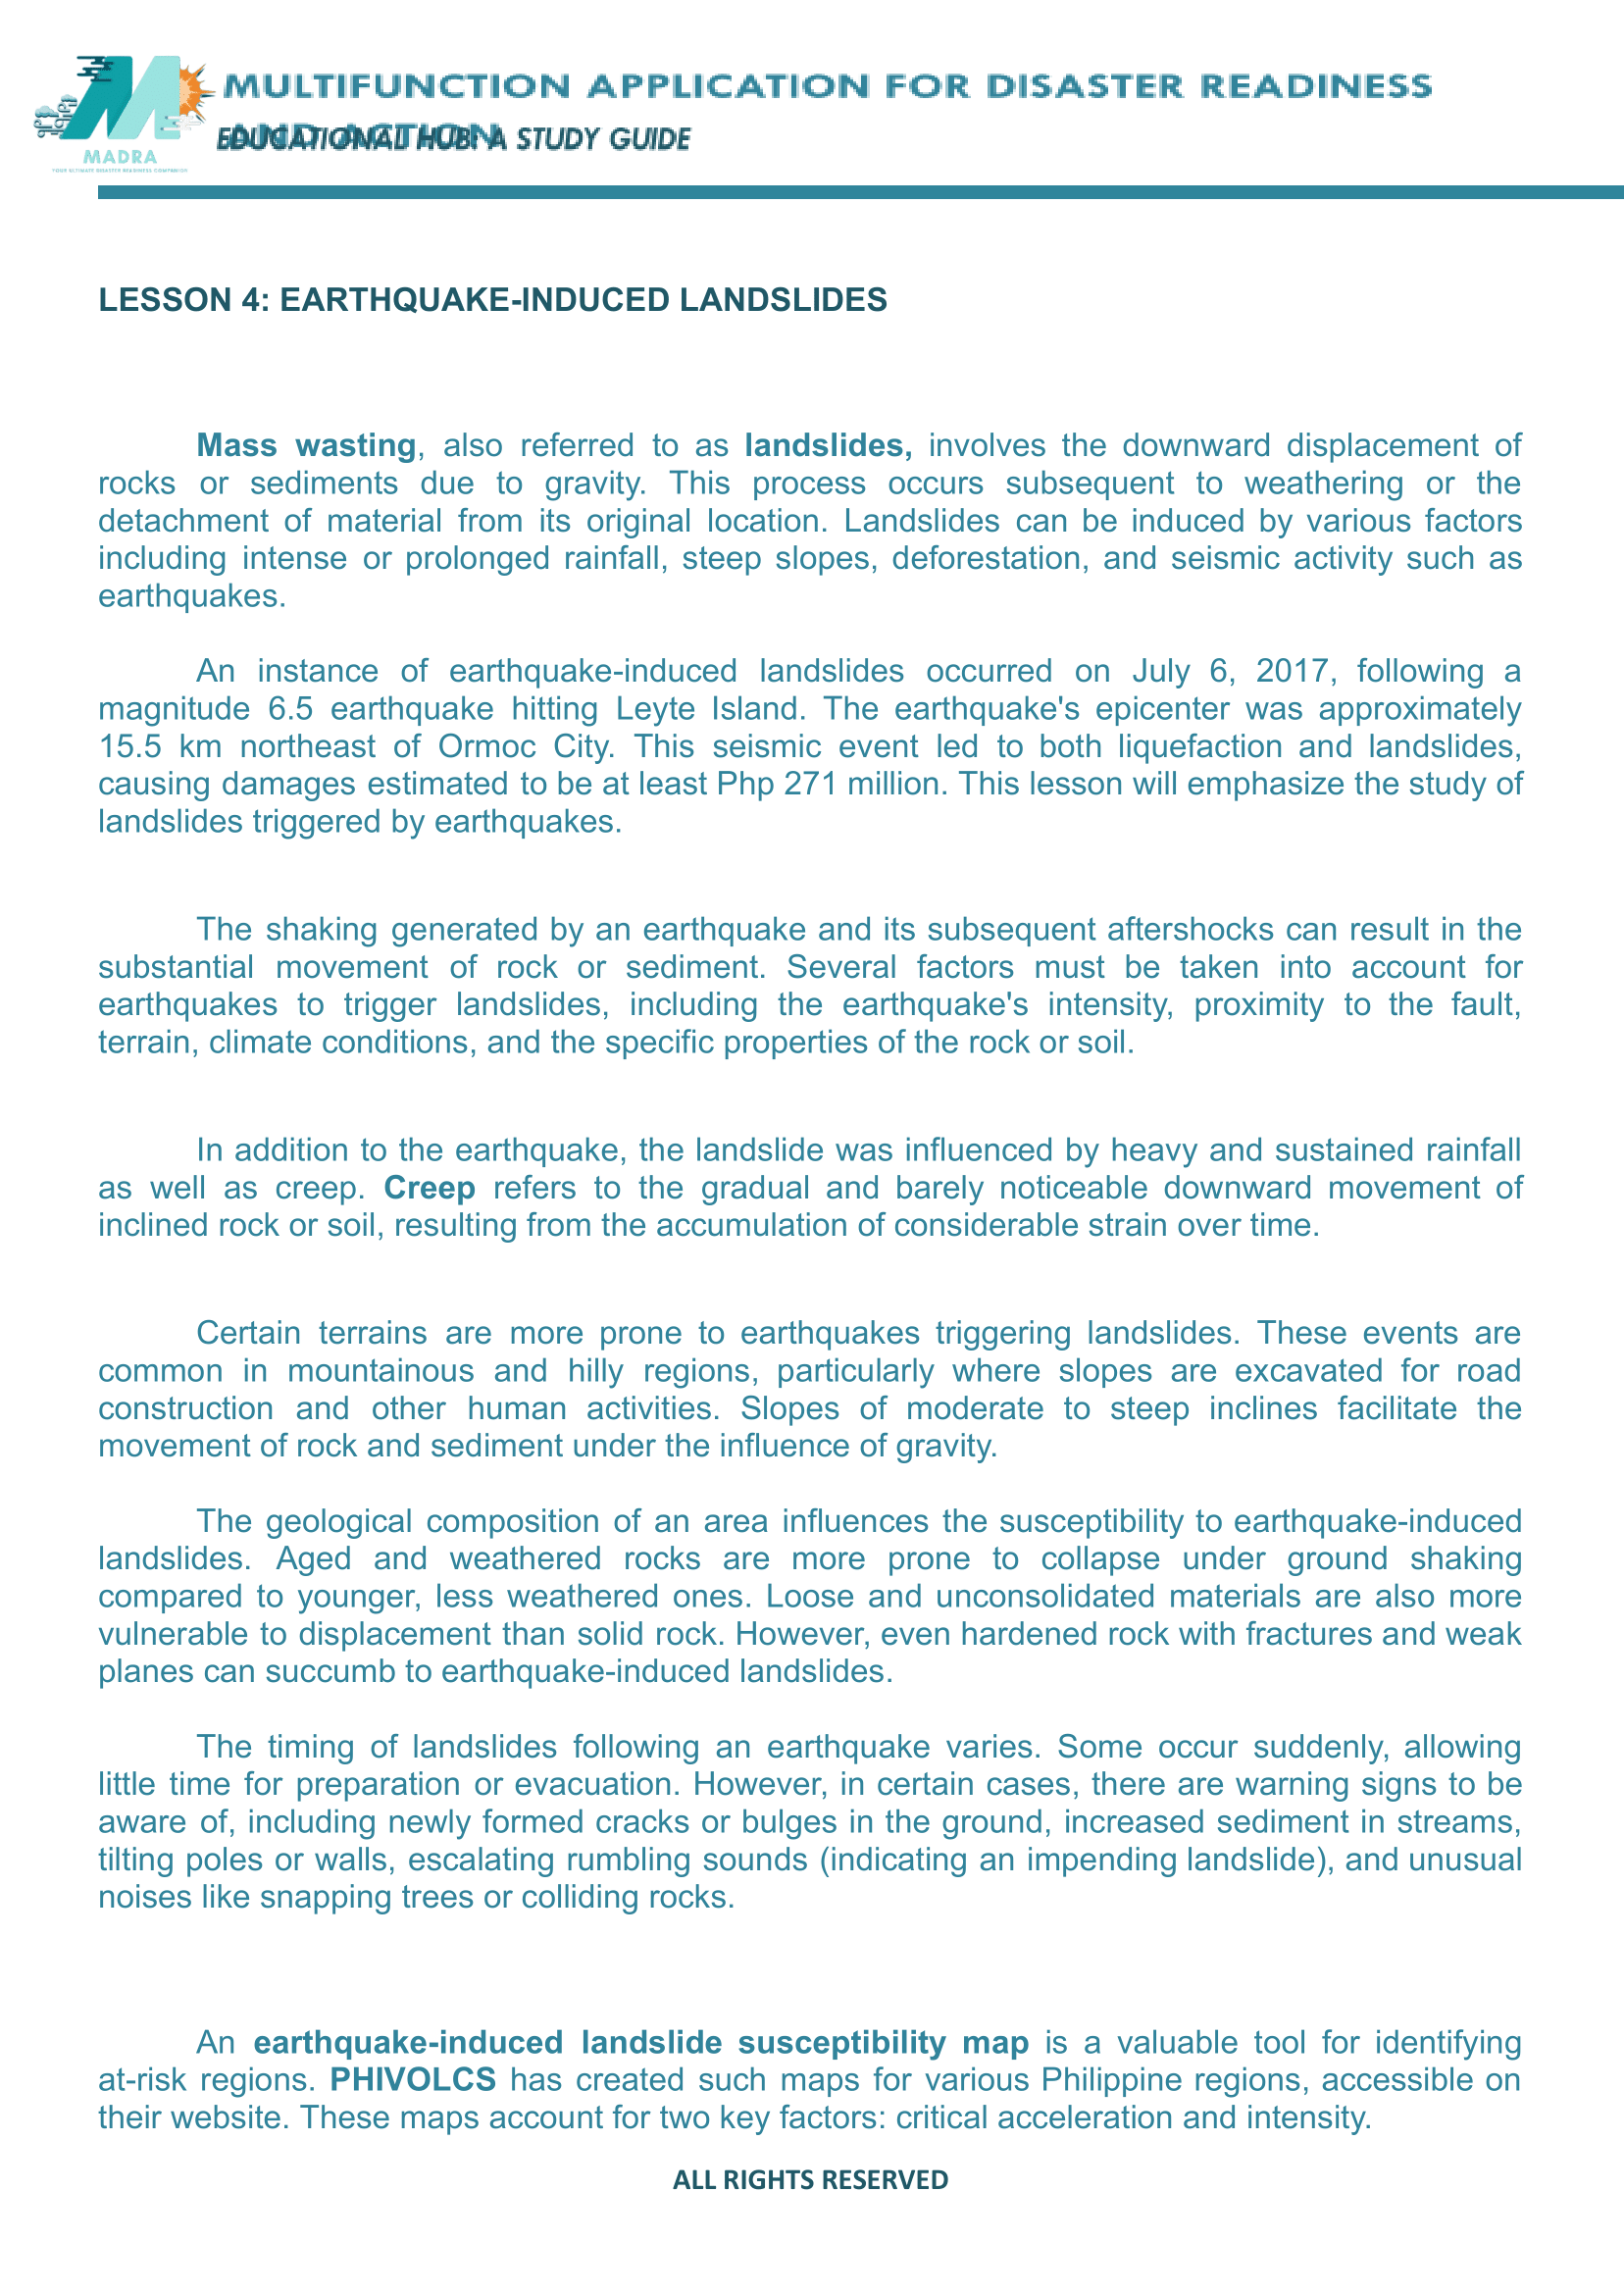 MULTIFUNCTION APPLICATION FOR DISASTER READINESS
AND ACTION
EDUCATIONAL HUB: A STUDY GUIDE
MADRA
YOUR ULTIMATE DISASTER READINESS COMPANION
LESSON 4: EARTHQUAKE-INDUCED LANDSLIDES
Mass wasting, also referred to as landslides, involves the downward displacement of
rocks or sediments due to gravity. This process occurs subsequent to weathering or the
detachment of material from its original location. Landslides can be induced by various factors
including intense or prolonged rainfall, steep slopes, deforestation, and seismic activity such as
earthquakes.
An instance of earthquake-induced landslides occurred on July 6, 2017, following a
magnitude 6.5 earthquake hitting Leyte Island. The earthquake's epicenter was approximately
15.5 km northeast of Ormoc City. This seismic event led to both liquefaction and landslides,
causing damages estimated to be at least Php 271 million. This lesson will emphasize the study of
landslides triggered by earthquakes.
The shaking generated by an earthquake and its subsequent aftershocks can result in the
substantial movement of rock or sediment. Several factors must be taken into account for
earthquakes to trigger landslides, including the earthquake's intensity, proximity to the fault,
terrain, climate conditions, and the specific properties of the rock or soil.
In addition to the earthquake, the landslide was influenced by heavy and sustained rainfall
as well as creep. Creep refers to the gradual and barely noticeable downward movement of
inclined rock or soil, resulting from the accumulation of considerable strain over time.
Certain terrains are more prone to earthquakes triggering landslides. These events are
common in mountainous and hilly regions, particularly where slopes are excavated for road
construction and other human activities. Slopes of moderate to steep inclines facilitate the
movement of rock and sediment under the influence of gravity.
The geological composition of an area influences the susceptibility to earthquake-induced
landslides. Aged and weathered rocks are more prone to collapse under ground shaking
compared to younger, less weathered ones. Loose and unconsolidated materials are also more
vulnerable to displacement than solid rock. However, even hardened rock with fractures and weak
planes can succumb to earthquake-induced landslides.
The timing of landslides following an earthquake varies. Some occur suddenly, allowing
little time for preparation or evacuation. However, in certain cases, there are warning signs to be
aware of, including newly formed cracks or bulges in the ground, increased sediment in streams,
tilting poles or walls, escalating rumbling sounds (indicating an impending landslide), and unusual
noises like snapping trees or colliding rocks.
An earthquake-induced landslide susceptibility map is a valuable tool for identifying
at-risk regions. PHIVOLCS has created such maps for various Philippine regions, accessible on
their website. These maps account for two key factors: critical acceleration and intensity.
ALL RIGHTS RESERVED